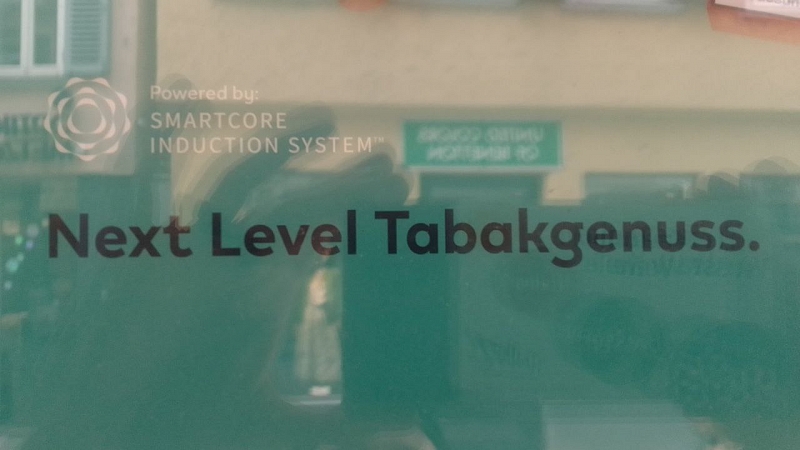 Powered by:
SMARTCORE
INDUCTION SYSTEM™
Next Level Tabakgenuss.
UNITED COLORS
OF BENETTON